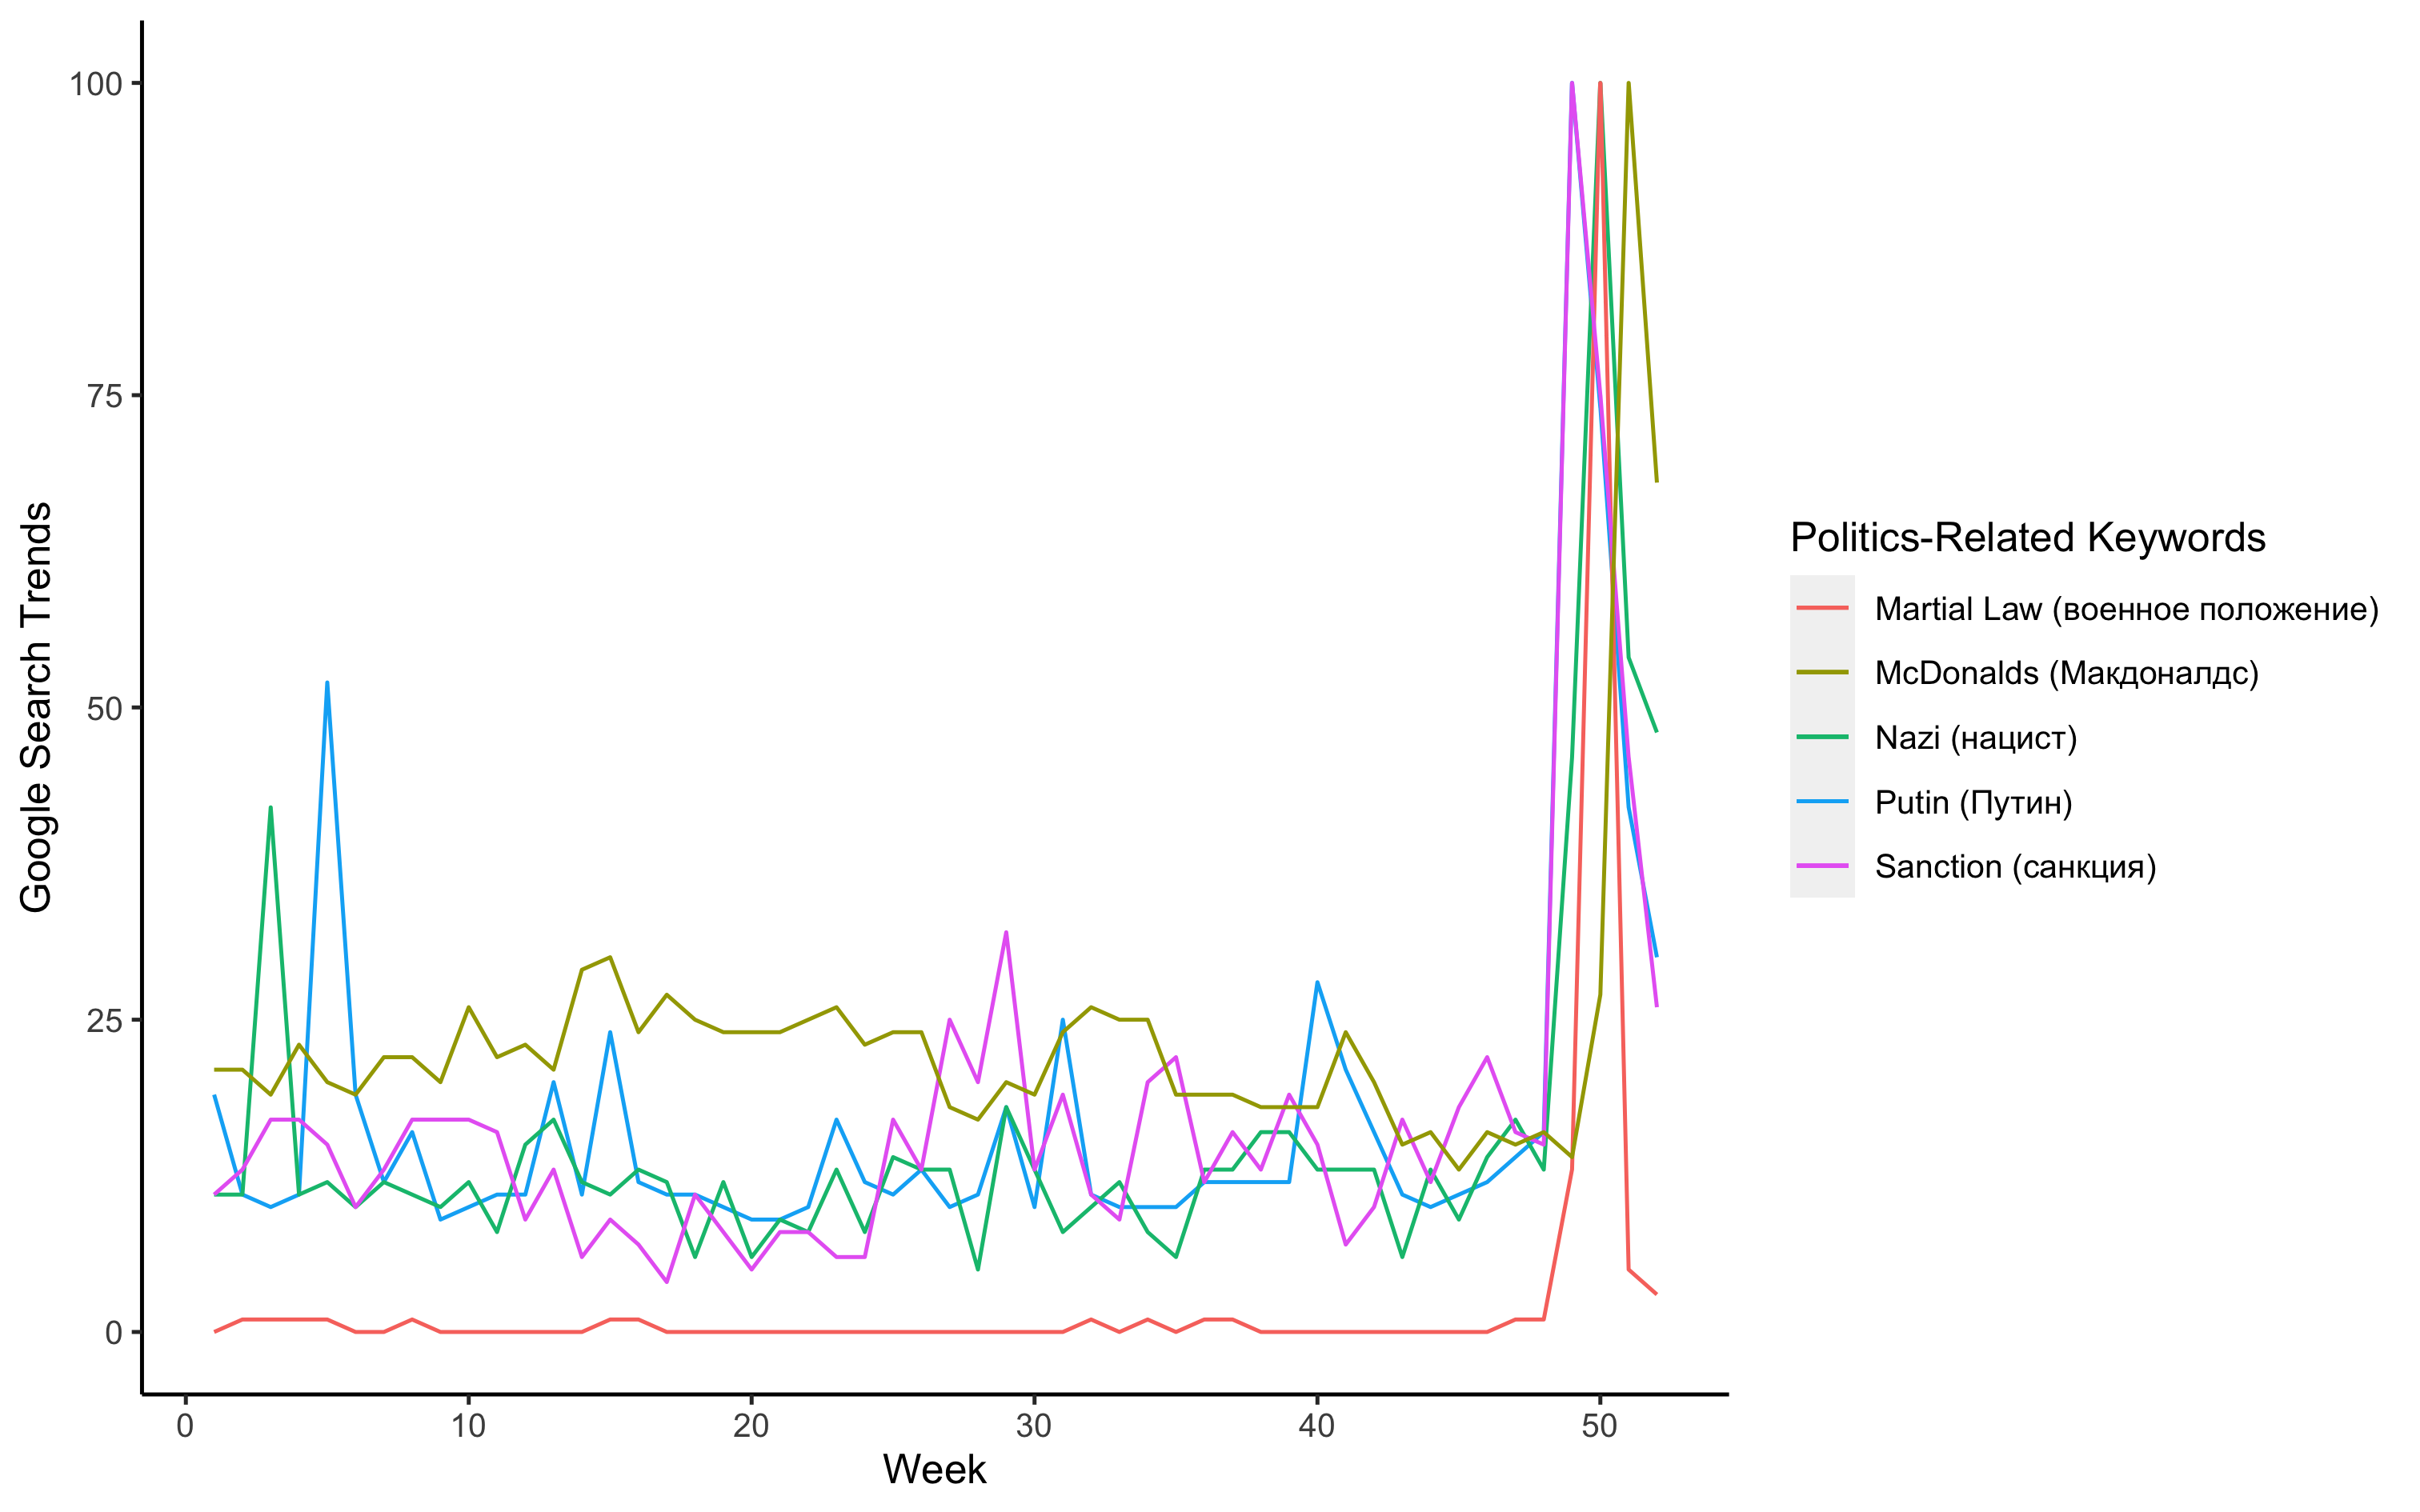 100
75
50
25
0
Google Search Trends
0 10 20 30 40 50
Week
Politics-Related Keywords
Martial Law (военное положение)
McDonalds (Макдоналдс)
Nazi (нацист)
Putin (Путин)
Sanction (санкция)